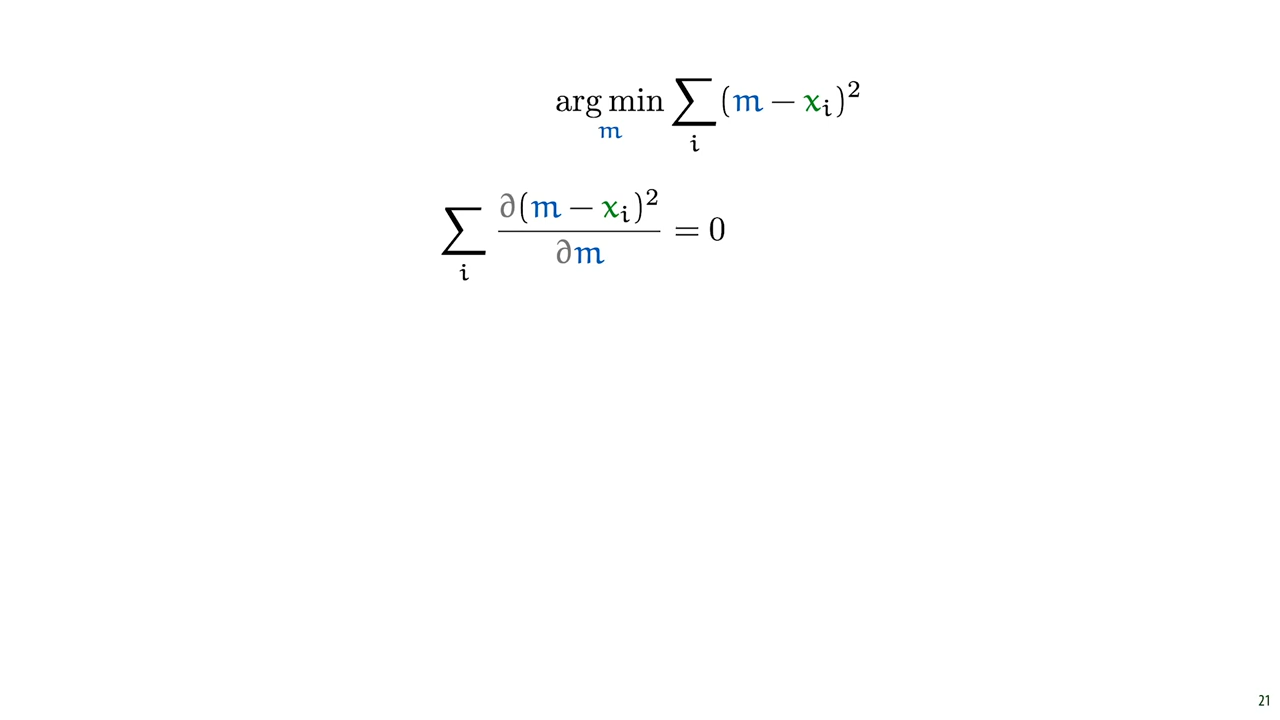 arg min_m ∑_i (m − x_i)²
∑_i ∂(m − x_i)² / ∂m = 0
21